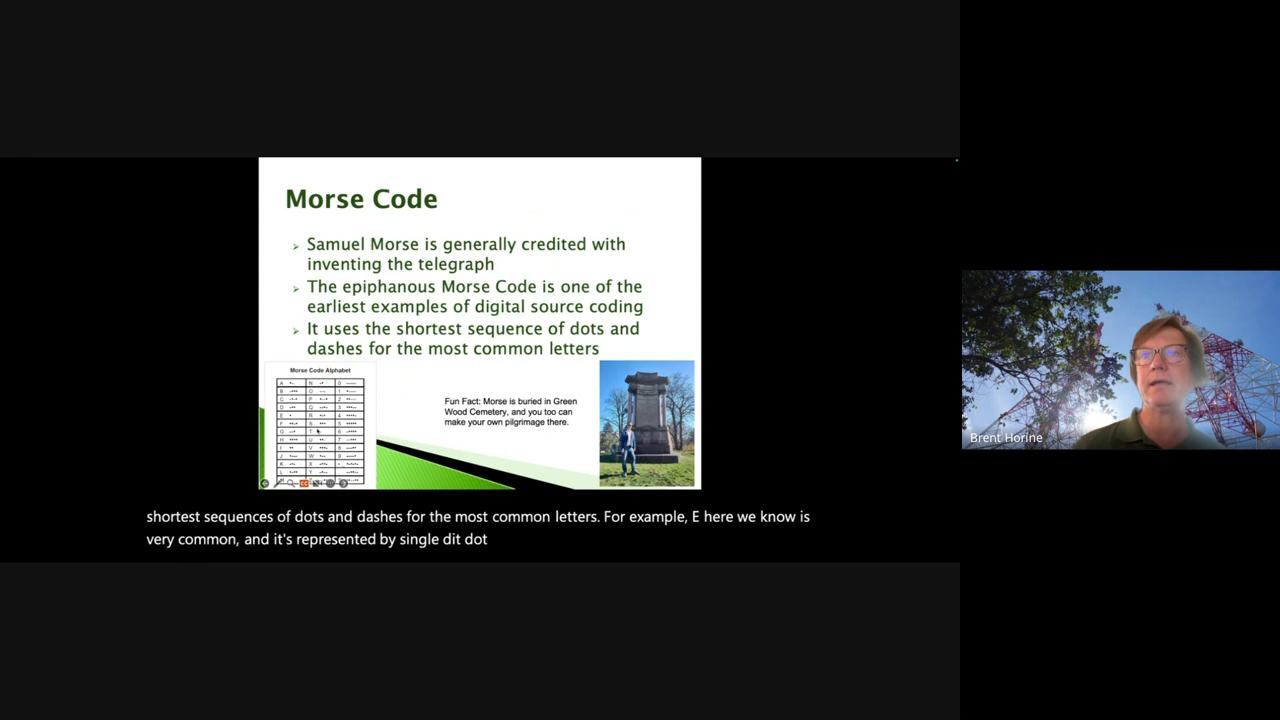 Morse Code
Samuel Morse is generally credited with
inventing the telegraph
The epiphanous Morse Code is one of the
earliest examples of digital source coding
It uses the shortest sequence of dots and
dashes for the most common letters
Morse Code Alphabet
Fun Fact: Morse is buried in Green
Wood Cemetery, and you too can
make your own pilgrimage there.
Brent Horine
shortest sequences of dots and dashes for the most common letters. For example, E here we know is
very common, and it's represented by single dit dot